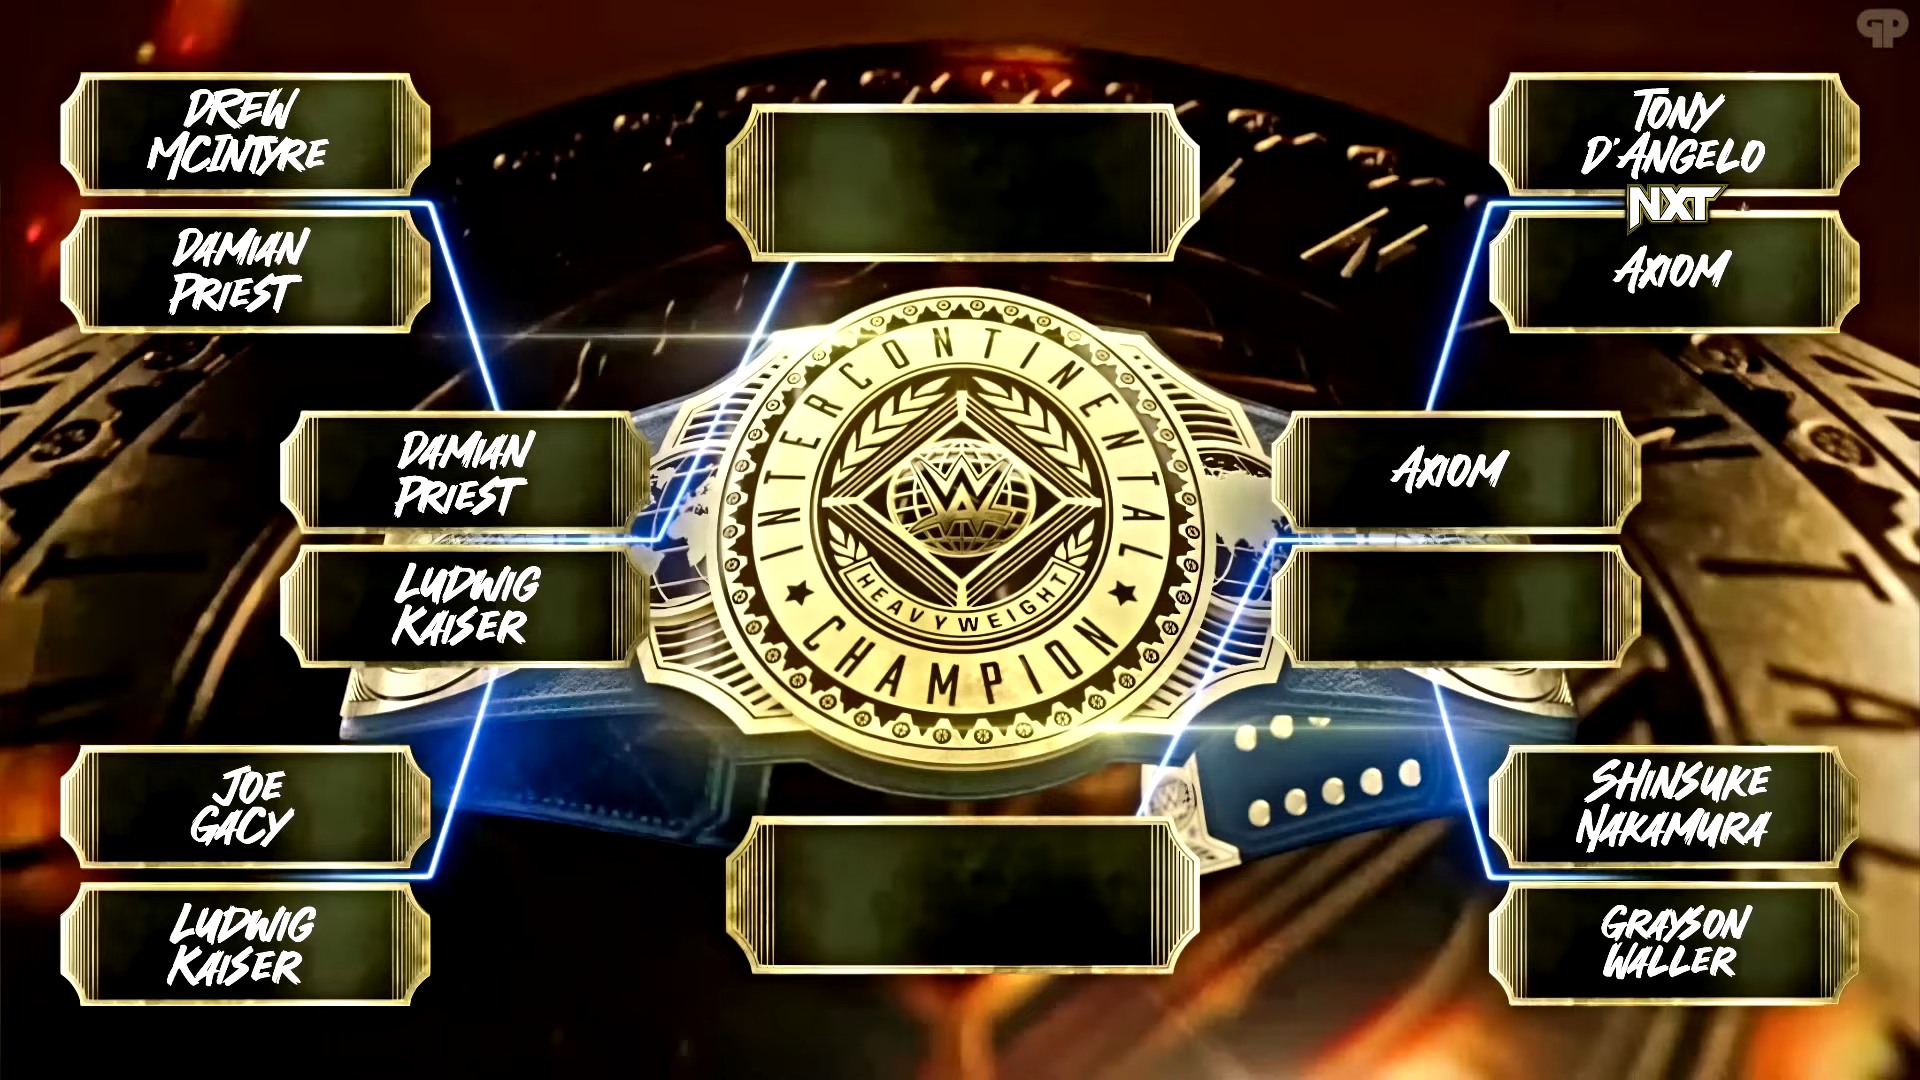 GP
DREW
MCINTYRE
DAMIAN
PRIEST
TONY
D'ANGELO
NXT
AXIOM
DAMIAN
PRIEST
LUDWIG
KAISER
INTERCONTINENTAL
W
HEAVYWEIGHT
CHAMPION
AXIOM
JOE
GACY
LUDWIG
KAISER
SHINSUKE
NAKAMURA
GRAYSON
WALLER